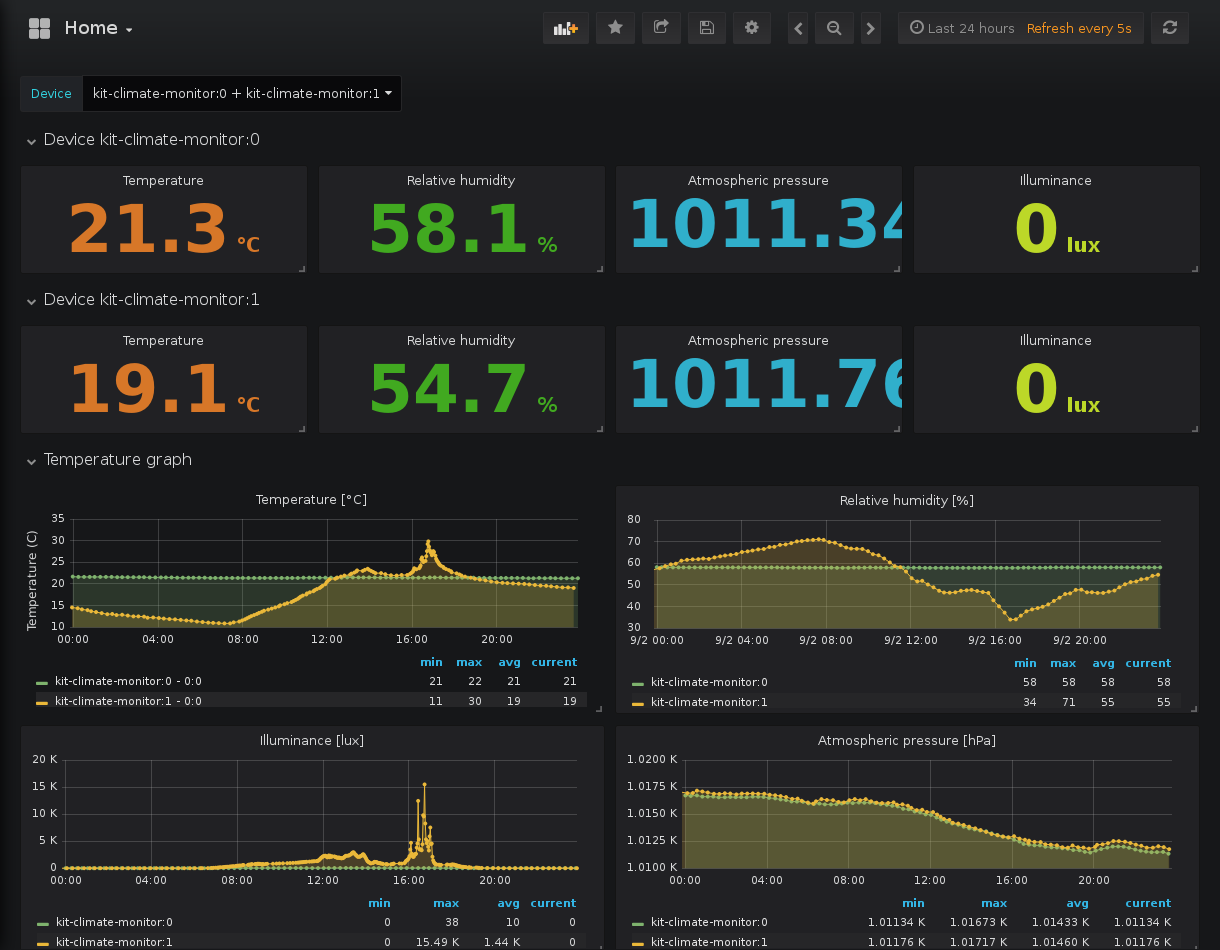 Home
Last 24 hours Refresh every 5s
Device kit-climate-monitor:0 + kit-climate-monitor:1
Device kit-climate-monitor:0
Temperature Relative humidity Atmospheric pressure Illuminance
21.3 °C 58.1 % 1011.34 0 lux
Device kit-climate-monitor:1
Temperature Relative humidity Atmospheric pressure Illuminance
19.1 °C 54.7 % 1011.76 0 lux
Temperature graph
Temperature [°C]
Temperature (C)
35
30
25
20
15
10
00:00 04:00 08:00 12:00 16:00 20:00
min max avg current
kit-climate-monitor:0 - 0:0 21 22 21 21
kit-climate-monitor:1 - 0:0 11 30 19 19
Relative humidity [%]
80
70
60
50
40
30
9/2 00:00 9/2 04:00 9/2 08:00 9/2 12:00 9/2 16:00 9/2 20:00
min max avg current
kit-climate-monitor:0 58 58 58 58
kit-climate-monitor:1 34 71 55 55
Illuminance [lux]
20 K
15 K
10 K
5 K
0
00:00 04:00 08:00 12:00 16:00 20:00
min max avg current
kit-climate-monitor:0 0 38 10 0
kit-climate-monitor:1 0 15.49 K 1.44 K 0
Atmospheric pressure [hPa]
1.0200 K
1.0175 K
1.0150 K
1.0125 K
1.0100 K
00:00 04:00 08:00 12:00 16:00 20:00
min max avg current
kit-climate-monitor:0 1.01134 K 1.01673 K 1.01433 K 1.01134 K
kit-climate-monitor:1 1.01176 K 1.01717 K 1.01460 K 1.01176 K